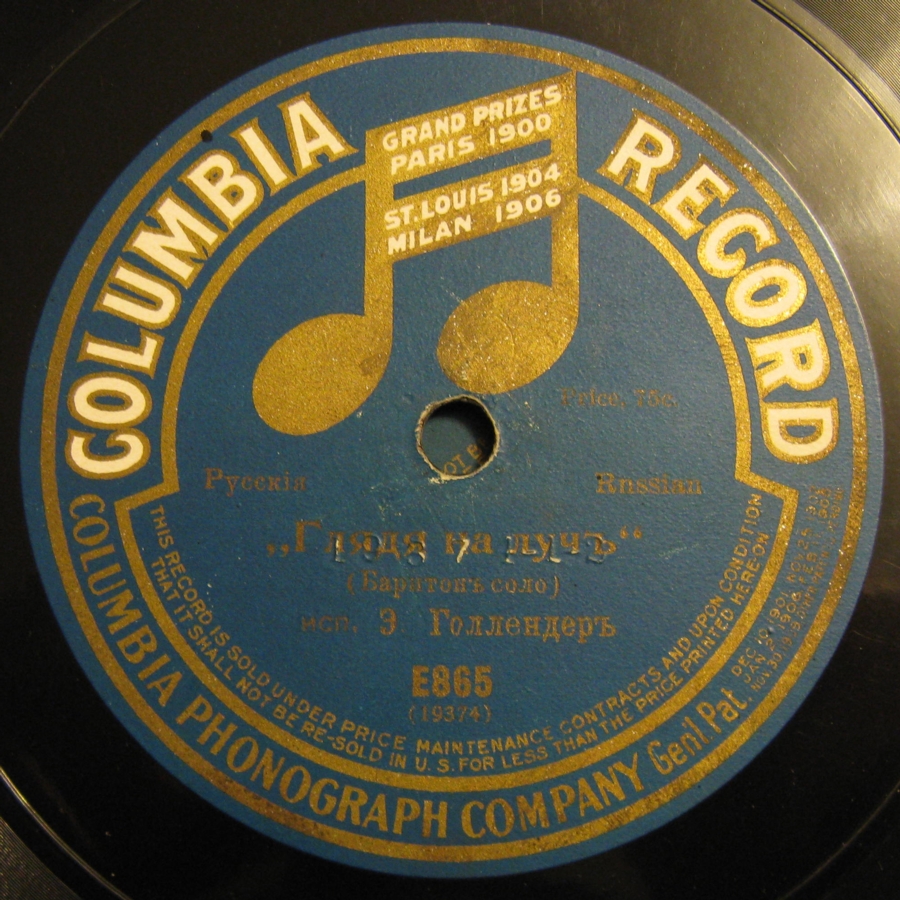 COLUMBIA RECORD
GRAND PRIZES
PARIS 1900
ST. LOUIS 1904
MILAN 1906
Price, 75c.
Русскія
Russian
„Глядя на лучъ“
(Баритонъ соло)
исп. Э Голлендеръ
E865
(19374)
THIS RECORD IS SOLD UNDER PRICE MAINTENANCE CONTRACTS AND UPON CONDITION
THAT IT SHALL NOT BE RE-SOLD IN U. S. FOR LESS THAN THE PRICE PRINTED HEREON
COLUMBIA PHONOGRAPH COMPANY Genl. Pat.